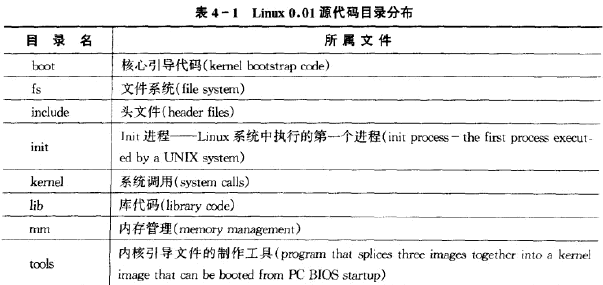 表 4-1 Linux 0.01 源代码目录分布
目 录 名 所 属 文 件
boot 核心引导代码(kernel bootstrap code)
fs 文件系统(file system)
include 头文件(header files)
init Init 进程——Linux 系统中执行的第一个进程(init process - the first process execut-
ed by a UNIX system)
kernel 系统调用(system calls)
lib 库代码(library code)
mm 内存管理(memory management)
tools 内核引导文件的制作工具(program that splices three images together into a kernel
image that can be booted from PC BIOS startup)